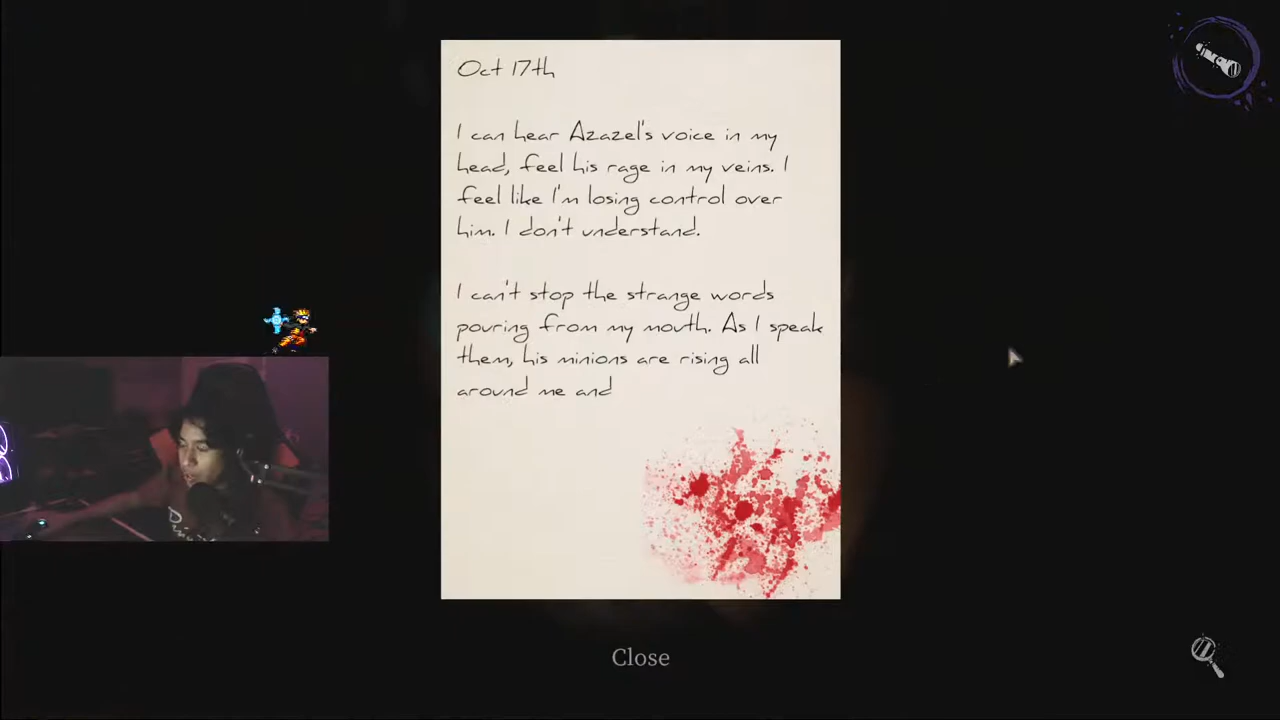 Oct 17th
I can hear Azazel's voice in my
head, feel his rage in my veins. I
feel like I'm losing control over
him. I don't understand.
I can't stop the strange words
pouring from my mouth. As I speak
them, his minions are rising all
around me and
Close